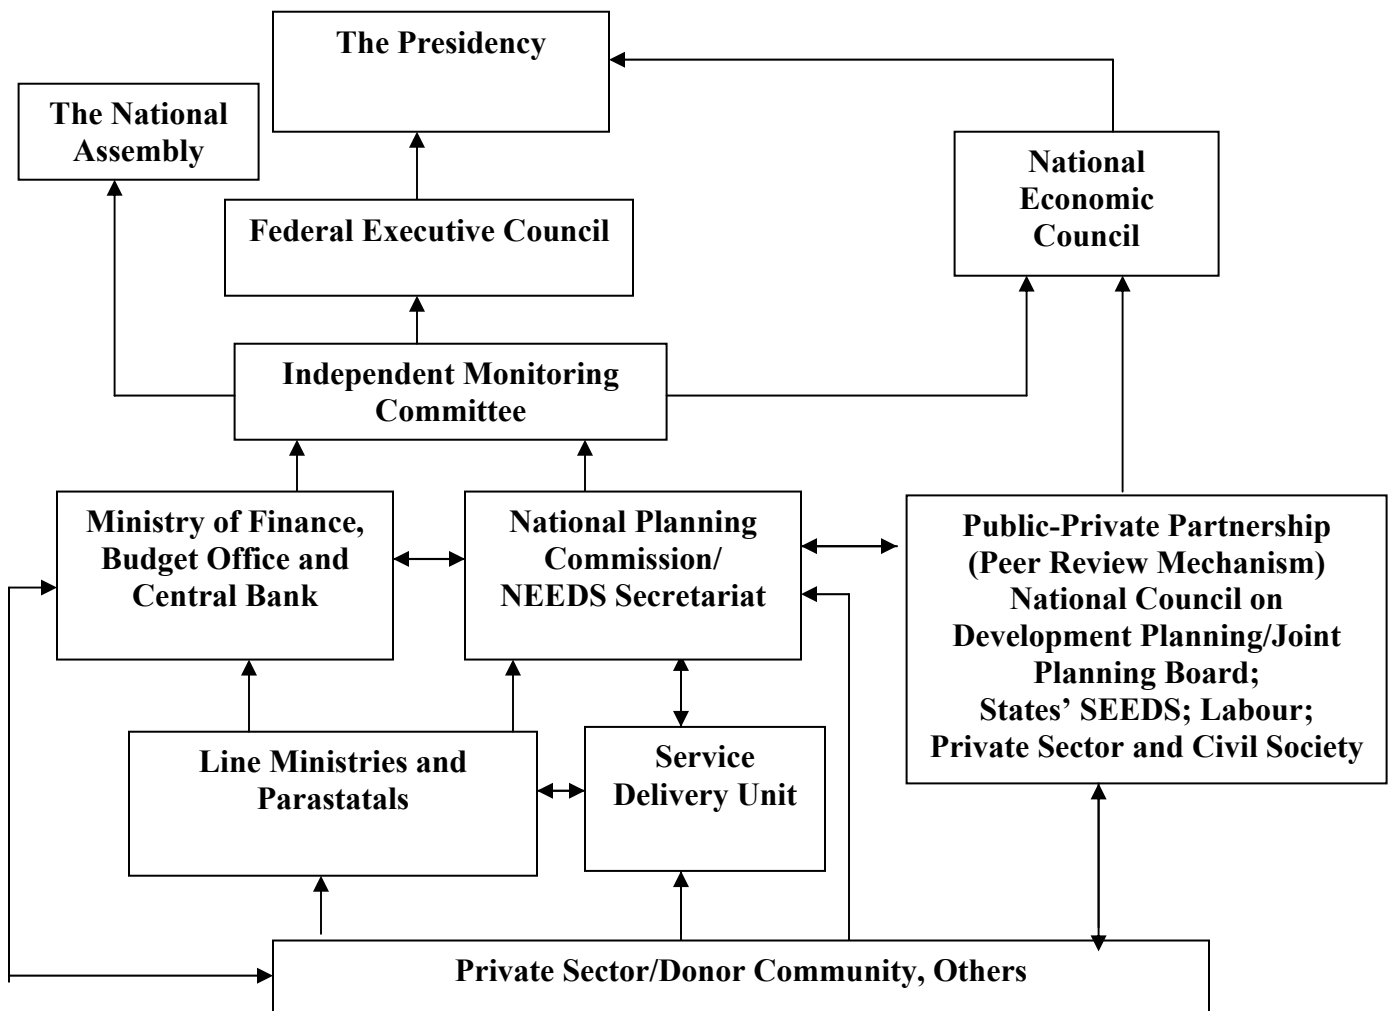 The Presidency
The National
Assembly
National
Economic
Council
Federal Executive Council
Independent Monitoring
Committee
Ministry of Finance,
Budget Office and
Central Bank
National Planning
Commission/
NEEDS Secretariat
Public-Private Partnership
(Peer Review Mechanism)
National Council on
Development Planning/Joint
Planning Board;
States’ SEEDS; Labour;
Private Sector and Civil Society
Line Ministries and
Parastatals
Service
Delivery Unit
Private Sector/Donor Community, Others